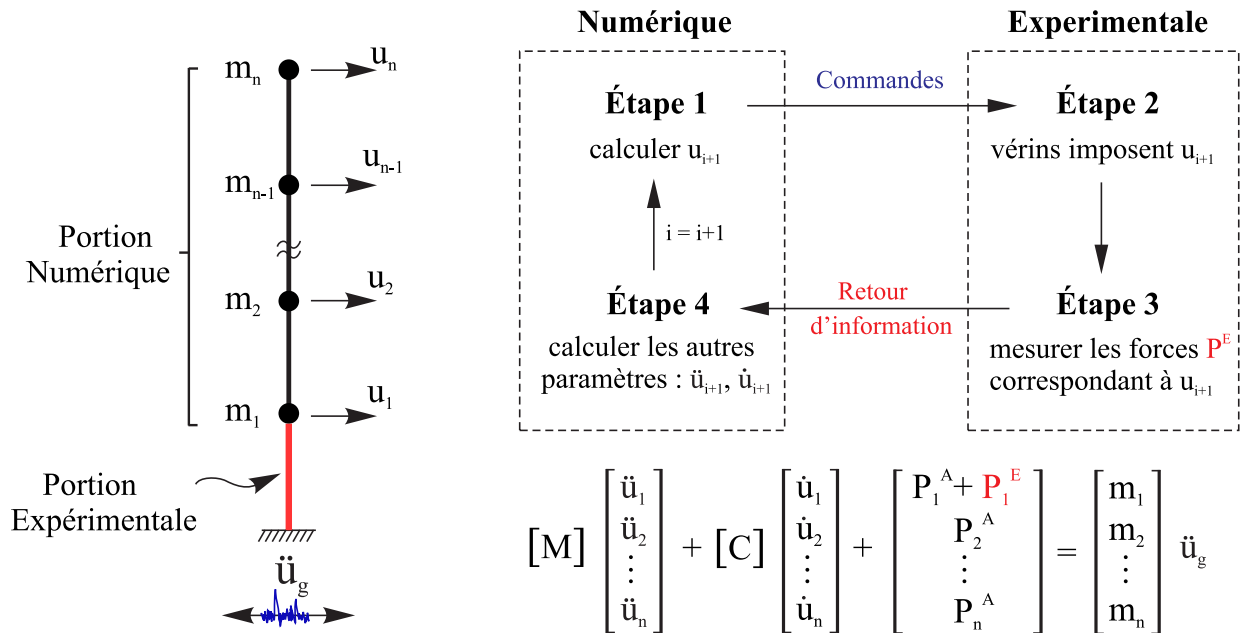 m_n
u_n
m_{n-1}
u_{n-1}
Portion
Numérique
m_2
u_2
m_1
u_1
Portion
Expérimentale
ü_g
Numérique
Experimentale
Étape 1
calculer u_{i+1}
Commandes
Étape 2
vérins imposent u_{i+1}
i = i+1
Étape 4
calculer les autres
paramètres : ü_{i+1}, u̇_{i+1}
Retour
d’information
Étape 3
mesurer les forces P^E
correspondant à u_{i+1}
[M] [ü_1 ü_2 ⋮ ü_n] + [C] [u̇_1 u̇_2 ⋮ u̇_n] + [P_1^A + P_1^E P_2^A ⋮ P_n^A] = [m_1 m_2 ⋮ m_n] ü_g